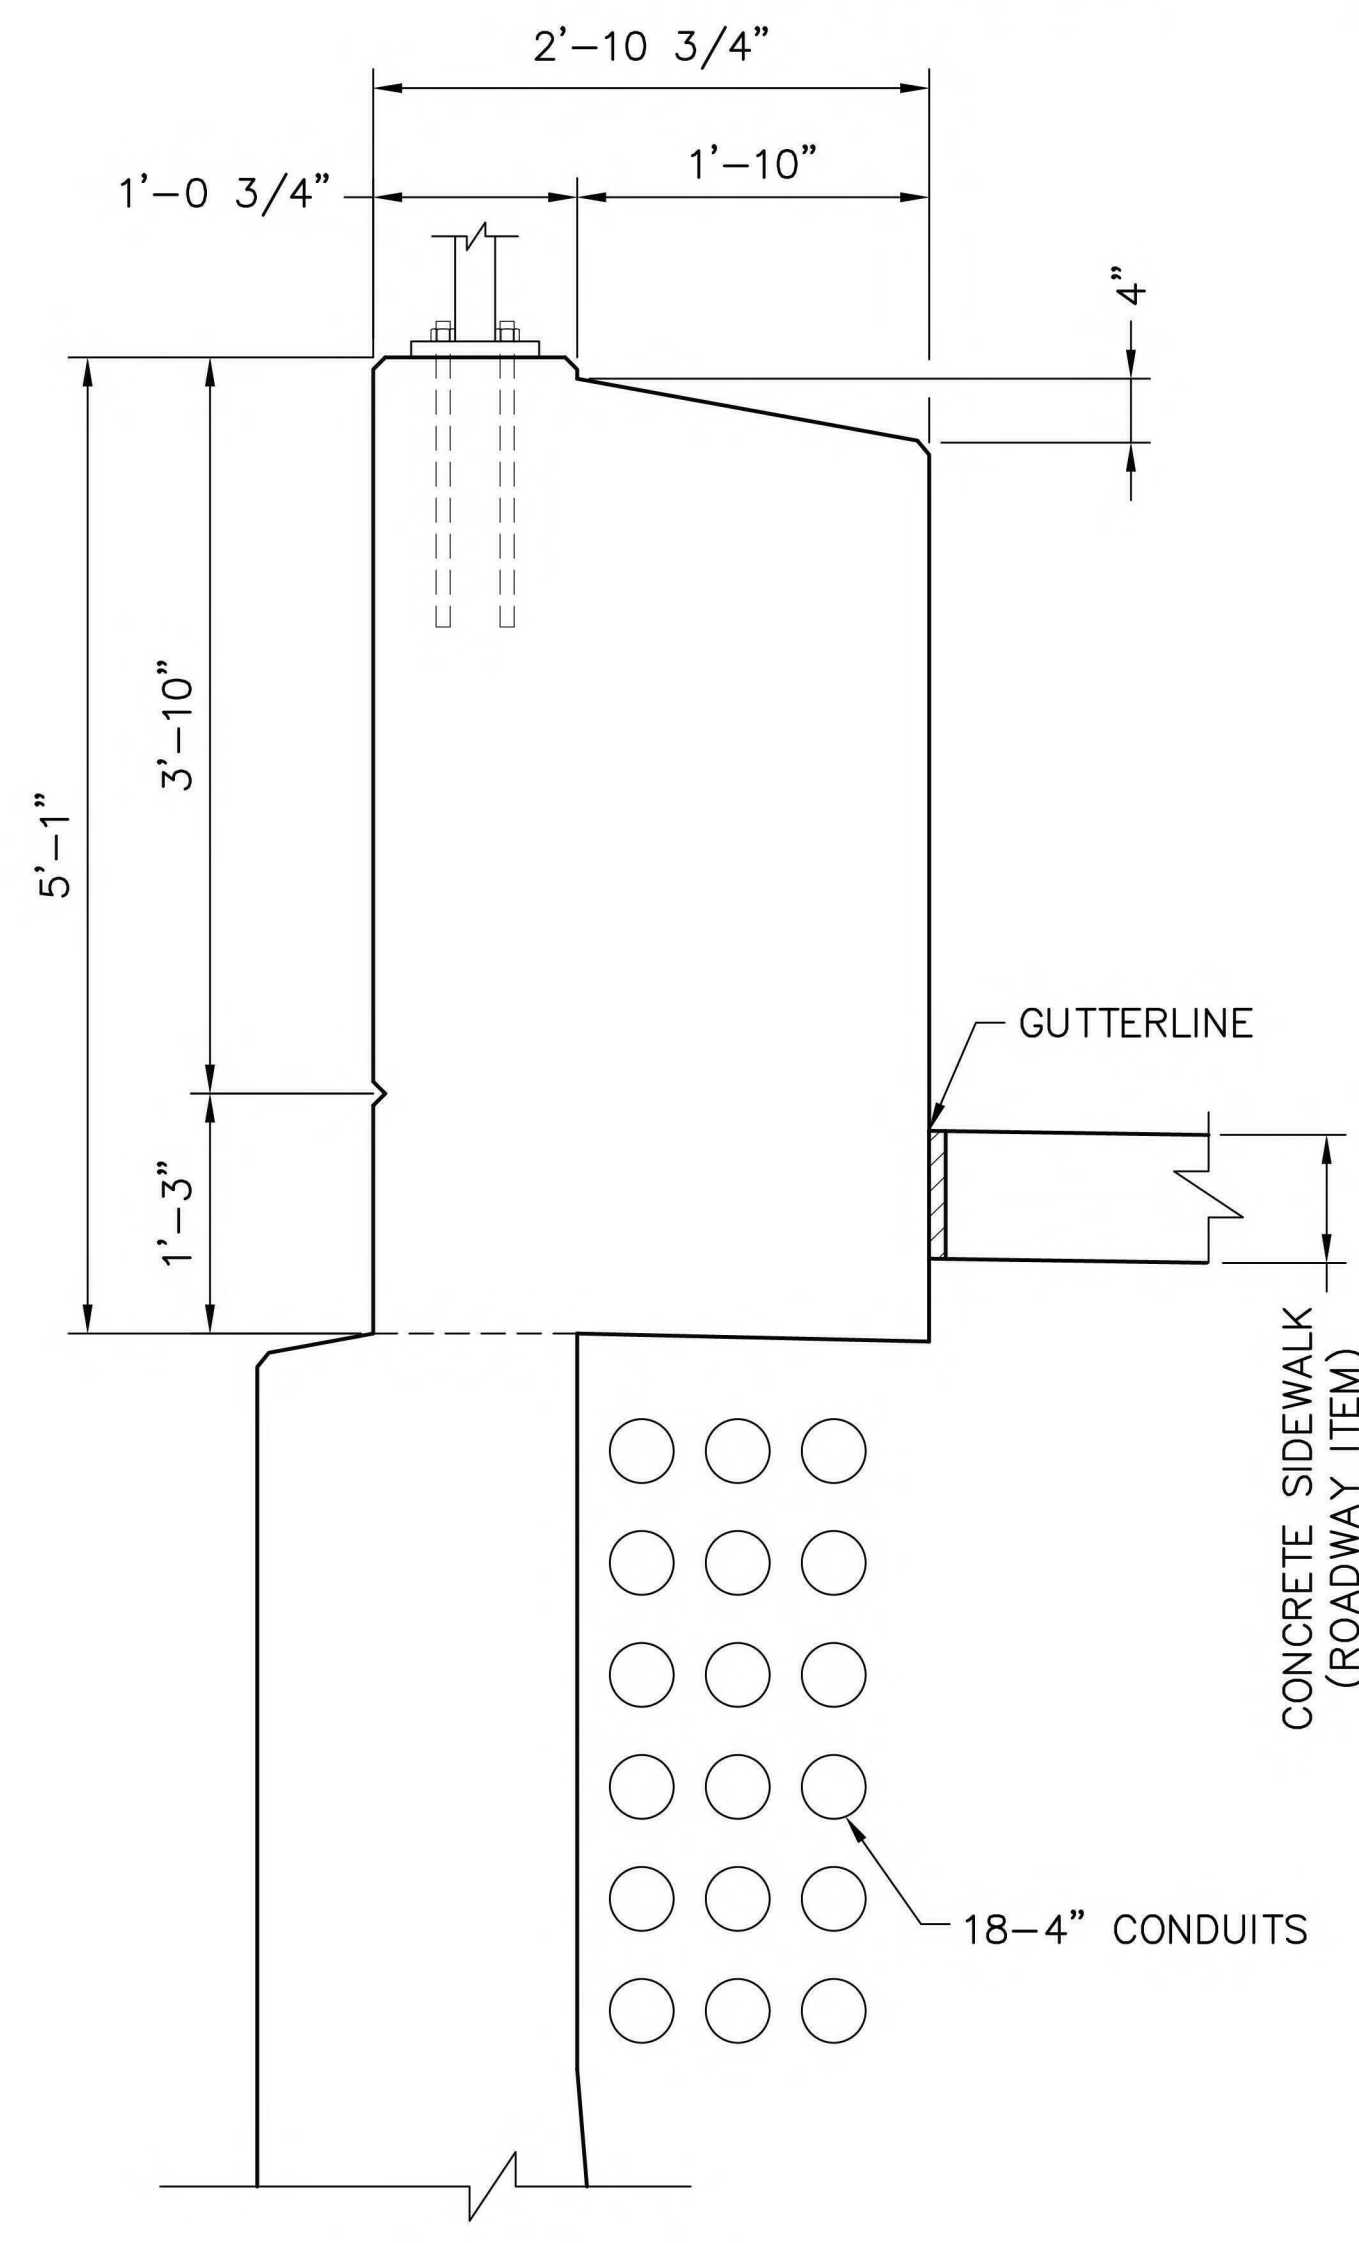 2'-10 3/4"
1'-0 3/4"
1'-10"
4"
3'-10"
5'-1"
GUTTERLINE
1'-3"
CONCRETE SIDEWALK
(ROADWAY ITEM)
18-4" CONDUITS